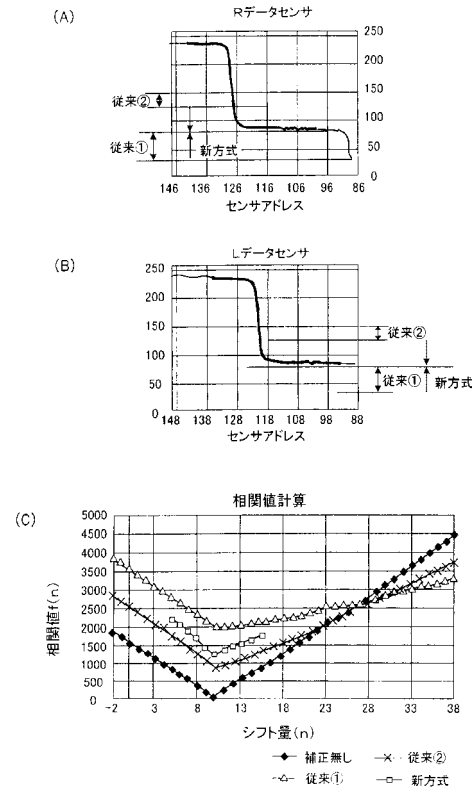 (A)
Rデータセンサ
250
200
150
100
50
0
従来②
従来①
新方式
146 136 126 116 106 96 86
センサアドレス
(B)
Lデータセンサ
250
200
150
100
50
0
従来②
従来①
新方式
148 138 128 118 108 98 88
センサアドレス
(C)
相関値計算
相関値f(n)
5000
4500
4000
3500
3000
2500
2000
1500
1000
500
0
-2 3 8 13 18 23 28 33 38
シフト量(n)
補正無し
従来②
従来①
新方式